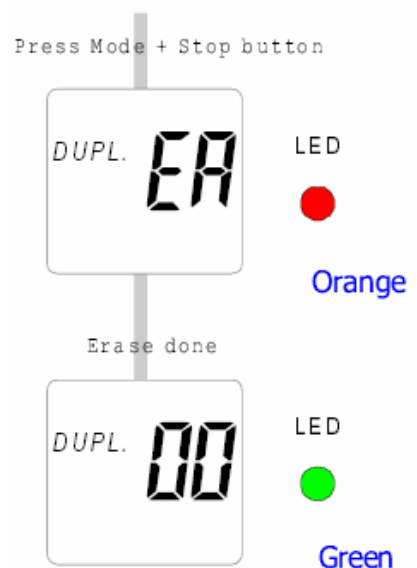 Press Mode + Stop button
DUPL. EA
LED
Orange
Erase done
DUPL. 00
LED
Green